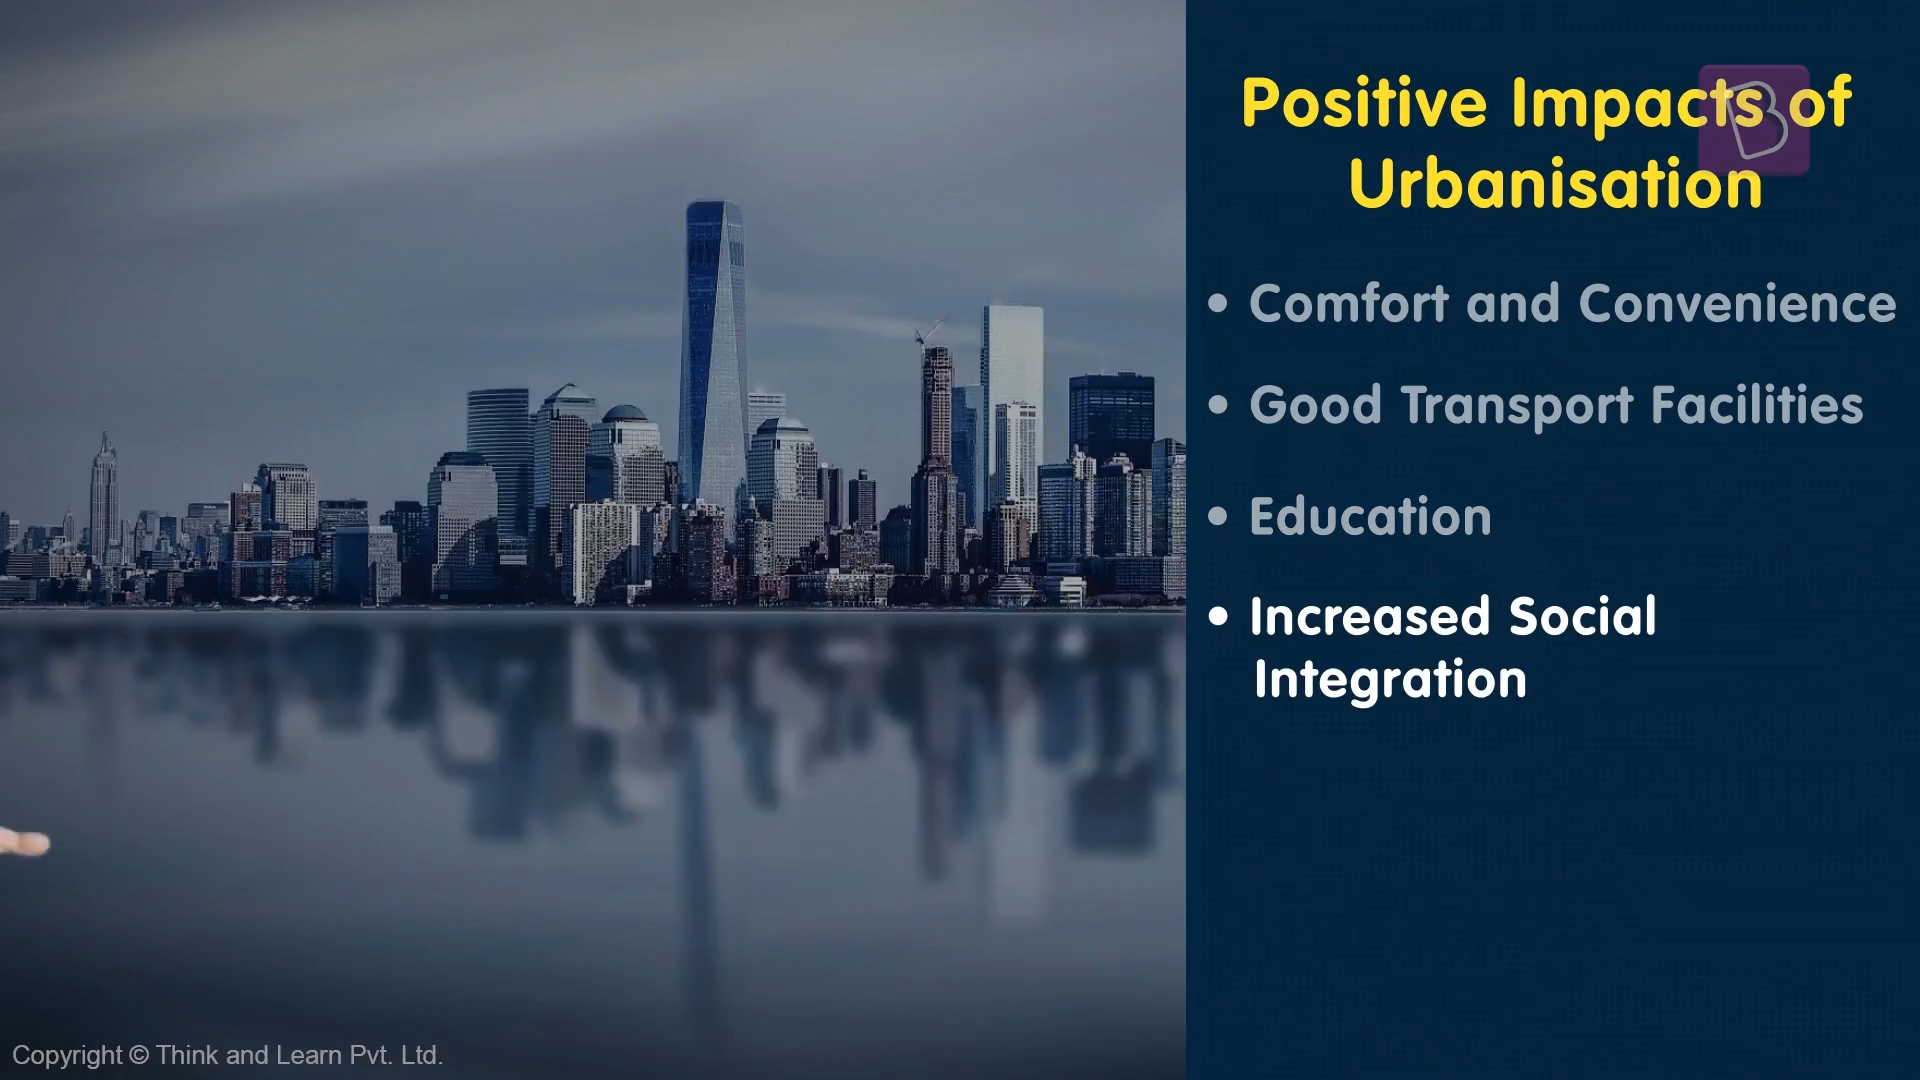 Positive Impacts of
Urbanisation
• Comfort and Convenience
• Good Transport Facilities
• Education
• Increased Social
Integration
Copyright © Think and Learn Pvt. Ltd.